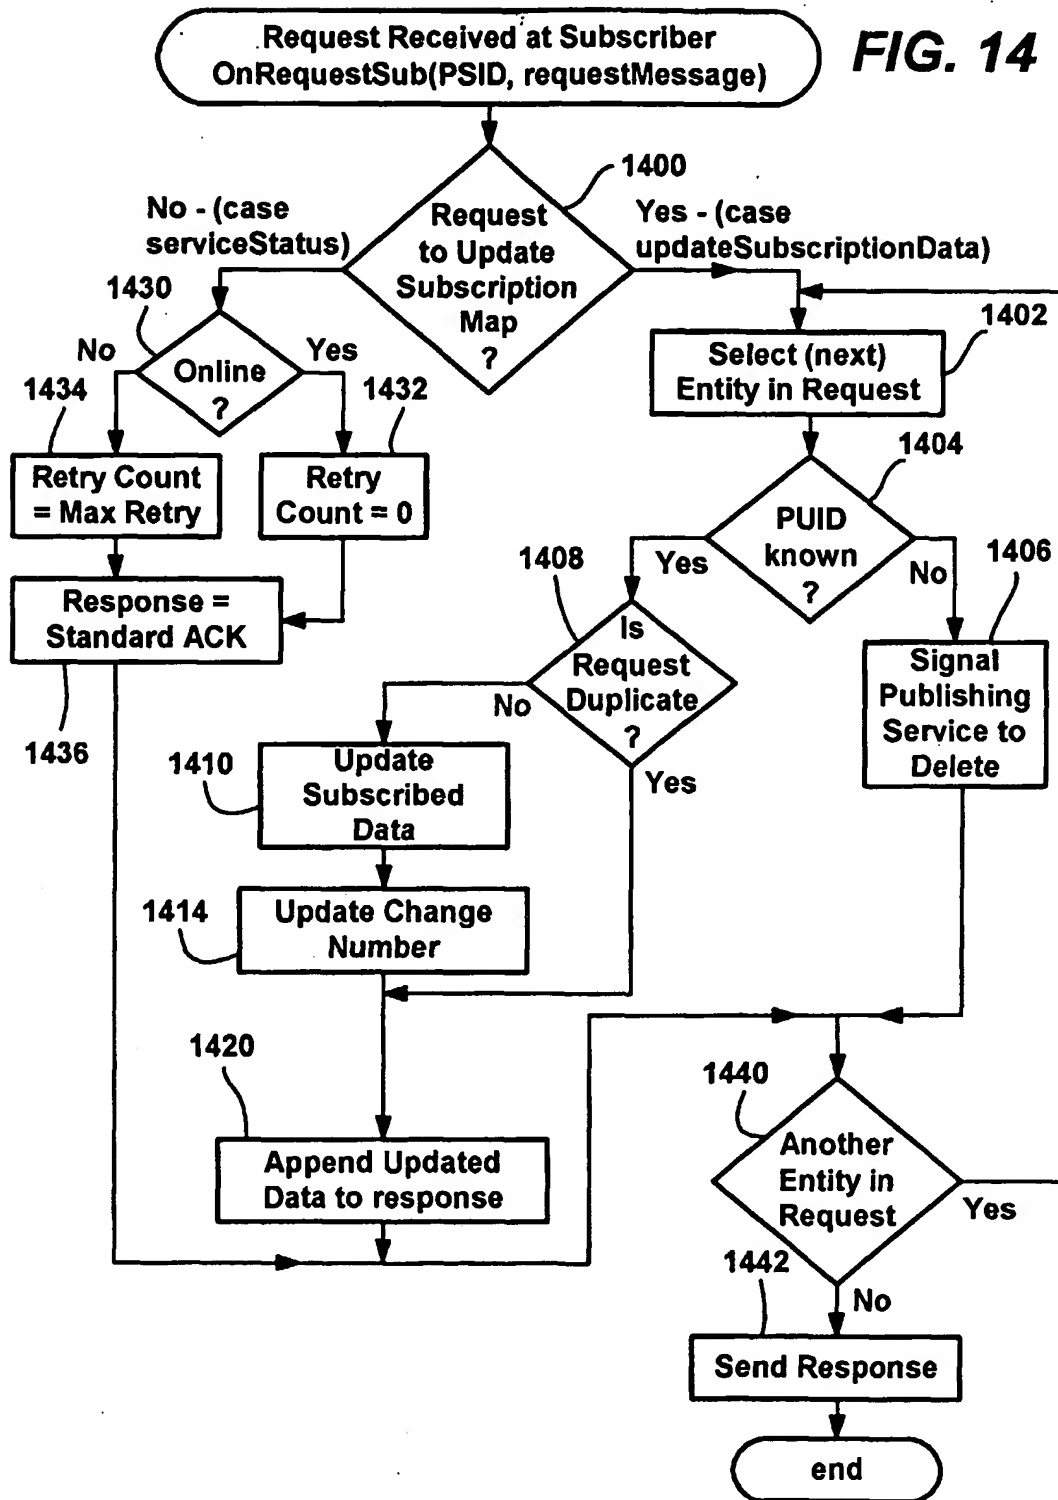 Request Received at Subscriber
OnRequestSub(PSID, requestMessage)
FIG. 14
1400
No - (case
serviceStatus)
Request
to Update
Subscription
Map
?
Yes - (case
updateSubscriptionData)
1430
No
Online
?
Yes
1402
Select (next)
Entity in Request
1434
1432
Retry Count
= Max Retry
Retry
Count = 0
1404
PUID
known
?
Yes
No
1408
1406
Response =
Standard ACK
1436
Is
Request
Duplicate
?
No
Yes
Signal
Publishing
Service to
Delete
1410
Update
Subscribed
Data
1414
Update Change
Number
1420
Append Updated
Data to response
1440
Another
Entity in
Request
Yes
No
1442
Send Response
end